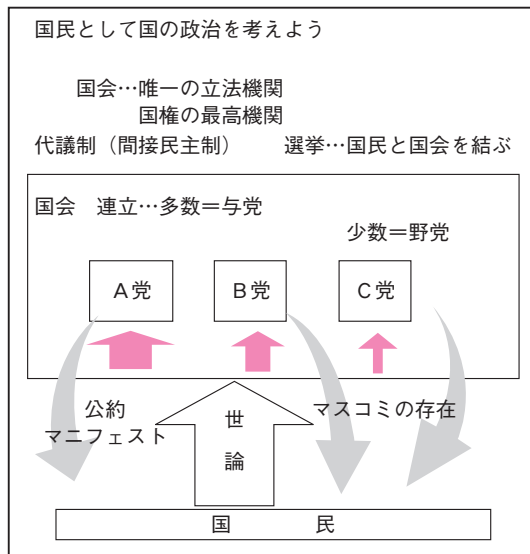 国民として国の政治を考えよう
国会…唯一の立法機関
国権の最高機関
代議制（間接民主制）　選挙…国民と国会を結ぶ
国会　連立…多数＝与党
少数＝野党
A党　B党　C党
公約
マニフェスト
マスコミの存在
世
論
国　民